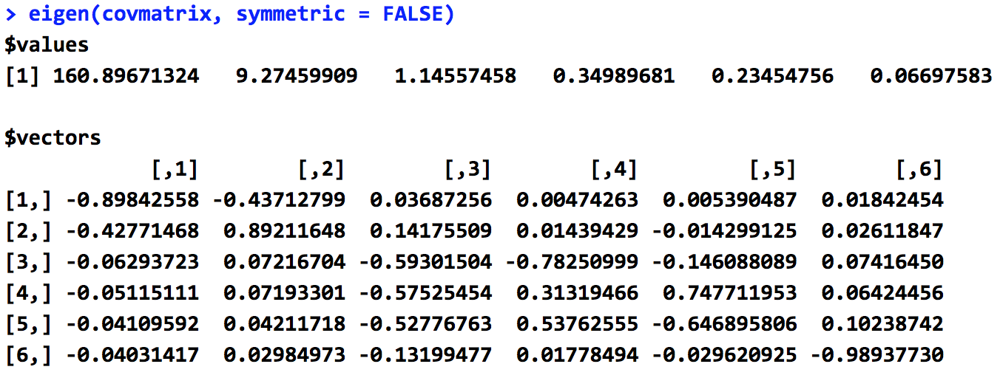 > eigen(covmatrix, symmetric = FALSE)
$values
[1] 160.89671324   9.27459909   1.14557458   0.34989681   0.23454756   0.06697583

$vectors
            [,1]        [,2]        [,3]        [,4]         [,5]        [,6]
[1,] -0.89842558 -0.43712799  0.03687256  0.00474263  0.005390487  0.01842454
[2,] -0.42771468  0.89211648  0.14175509  0.01439429 -0.014299125  0.02611847
[3,] -0.06293723  0.07216704 -0.59301504 -0.78250999 -0.146088089  0.07416450
[4,] -0.05115111  0.07193301 -0.57525454  0.31319466  0.747711953  0.06424456
[5,] -0.04109592  0.04211718 -0.52776763  0.53762555 -0.646895806  0.10238742
[6,] -0.04031417  0.02984973 -0.13199477  0.01778494 -0.029620925 -0.98937730